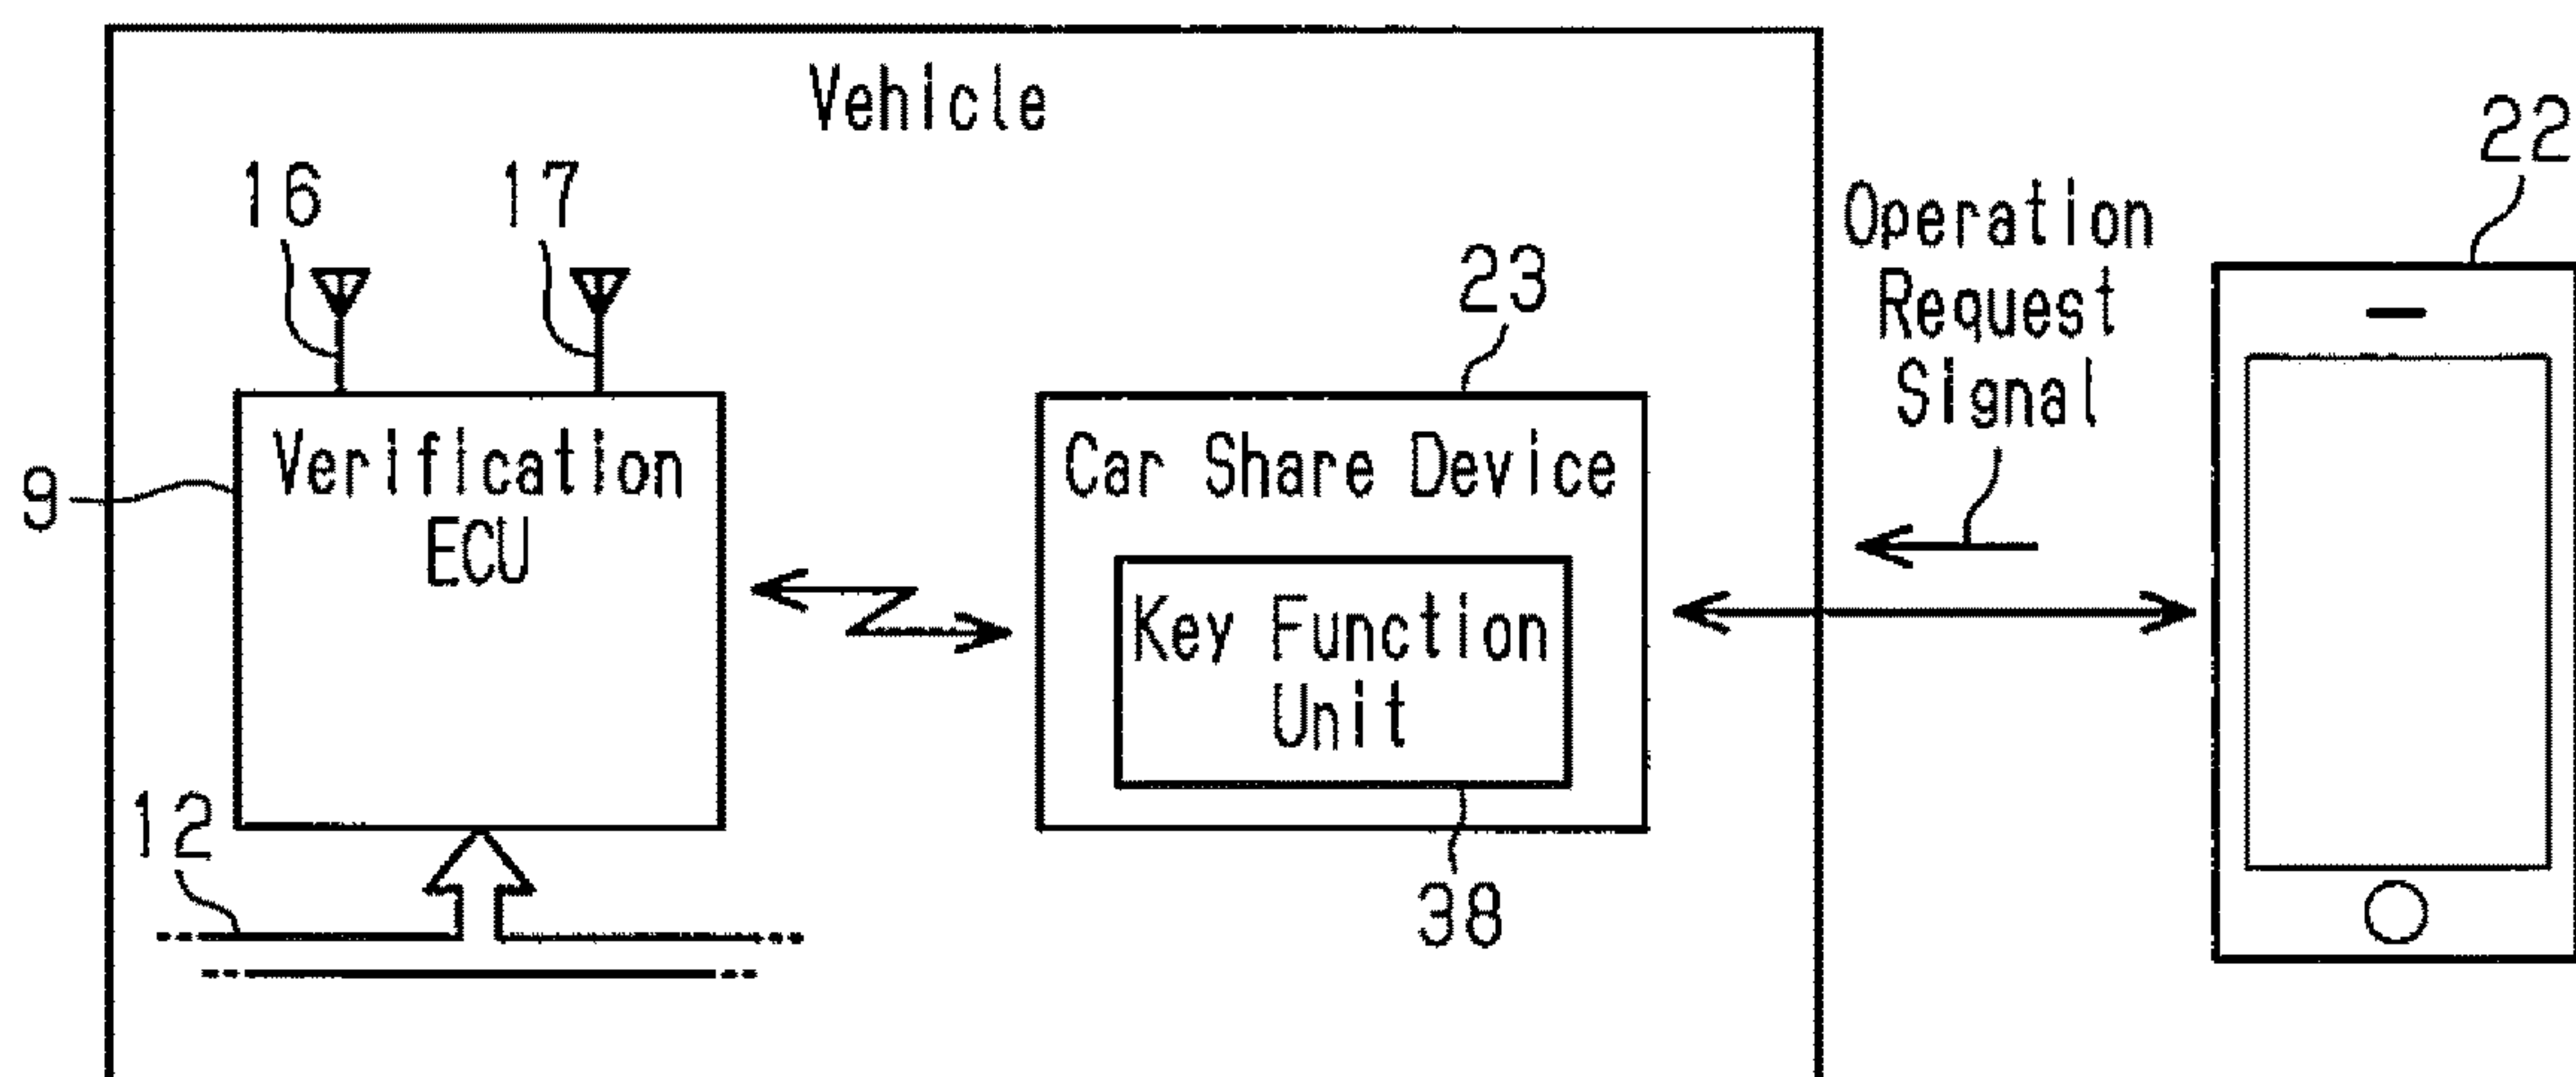 Vehicle
22
16
17
Operation
Request
Signal
23
9
Verification
ECU
Car Share Device
Key Function
Unit
12
38